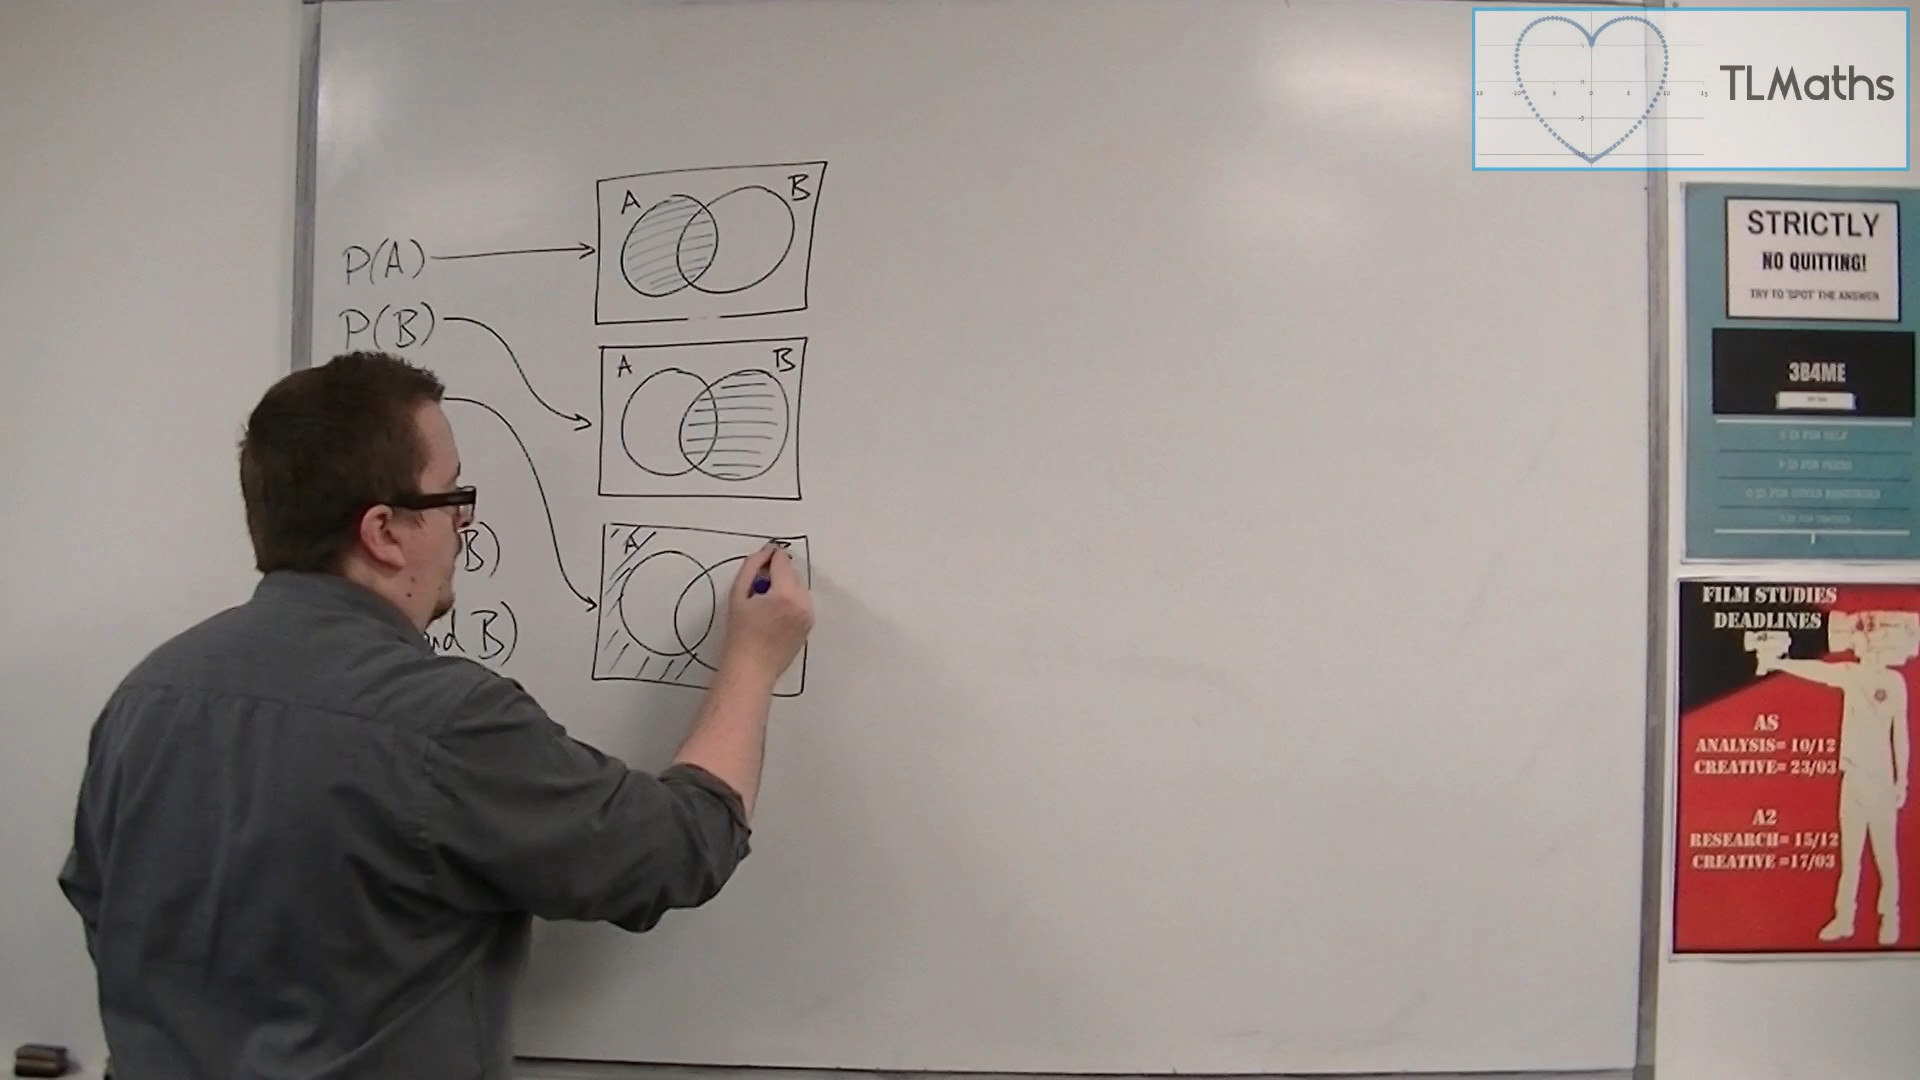 TLMaths
P(A)
P(B)
B)
and B)
A B
A B
A
STRICTLY
NO QUITTING!
TRY TO 'SPOT' THE ANSWER
3B4ME
FILM STUDIES
DEADLINES
AS
ANALYSIS= 10/12
CREATIVE= 23/03
A2
RESEARCH= 15/12
CREATIVE =17/03